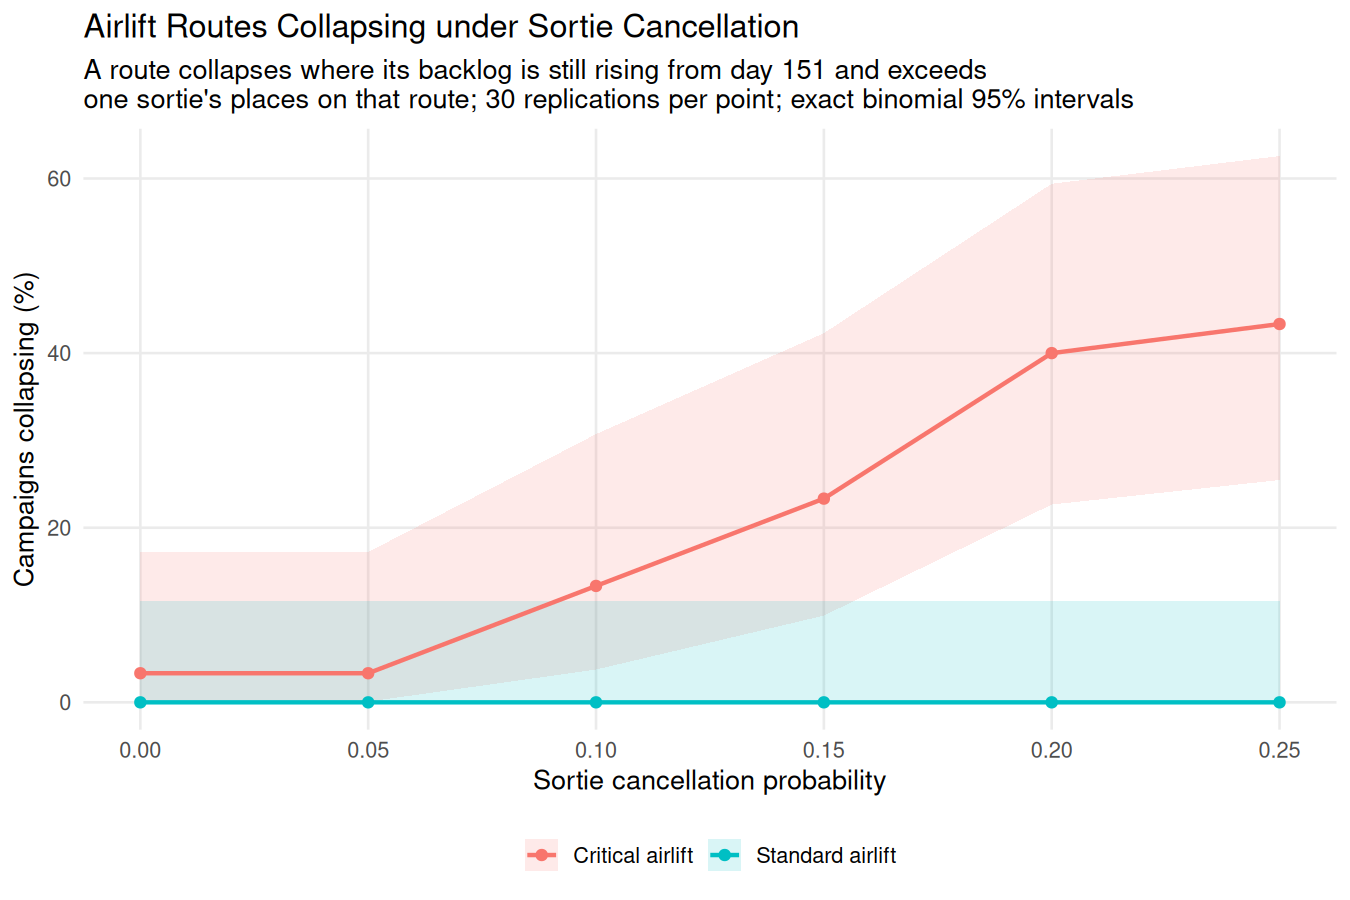 Airlift Routes Collapsing under Sortie Cancellation
A route collapses where its backlog is still rising from day 151 and exceeds
one sortie's places on that route; 30 replications per point; exact binomial 95% intervals
Campaigns collapsing (%)
60
40
20
0
0.00 0.05 0.10 0.15 0.20 0.25
Sortie cancellation probability
Critical airlift Standard airlift